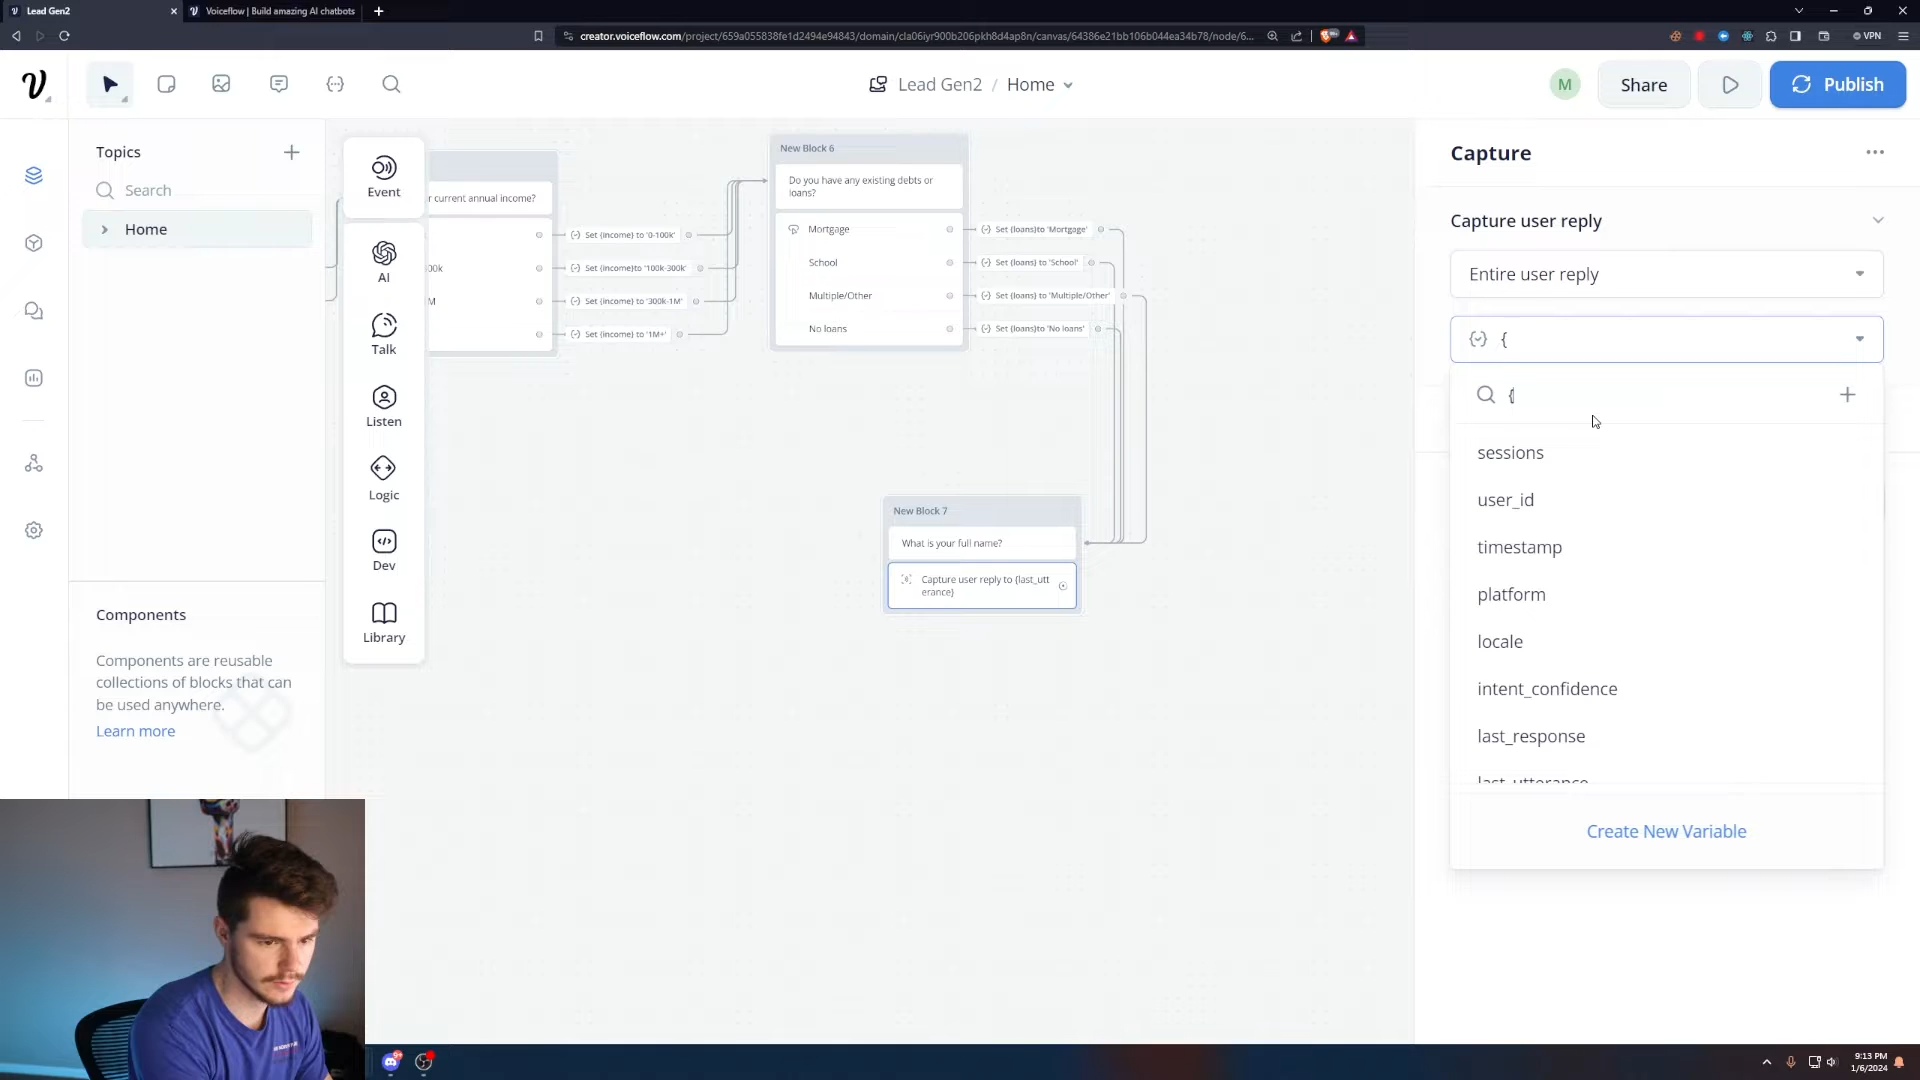 Lead Gen2
Voiceflow | Build amazing AI chatbots
creator.voiceflow.com/project/659a055838fe1d2494e94843/domain/cla06iyr900b206pkh8d4ap8n/canvas/64386e21bb106b044ea34b78/node/6...
VPN
Lead Gen2 / Home
M
Share
Publish
Topics
Search
Home
Event
AI
Talk
Listen
Logic
Dev
Library
r current annual income?
00k
M
Set {income} to '0-100k'
Set {income}to '100k-300k'
Set {income} to '300k-1M'
Set {income} to '1M+'
New Block 6
Do you have any existing debts or
loans?
Mortgage
School
Multiple/Other
No loans
Set {loans}to 'Mortgage'
Set {loans} to 'School'
Set {loans} to 'Multiple/Other'
Set {loans}to 'No loans'
New Block 7
What is your full name?
Capture user reply to {last_utt
erance}
Components
Components are reusable
collections of blocks that can
be used anywhere.
Learn more
Capture
Capture user reply
Entire user reply
{
{
sessions
user_id
timestamp
platform
locale
intent_confidence
last_response
last_utterance
Create New Variable
9:13 PM
1/6/2024